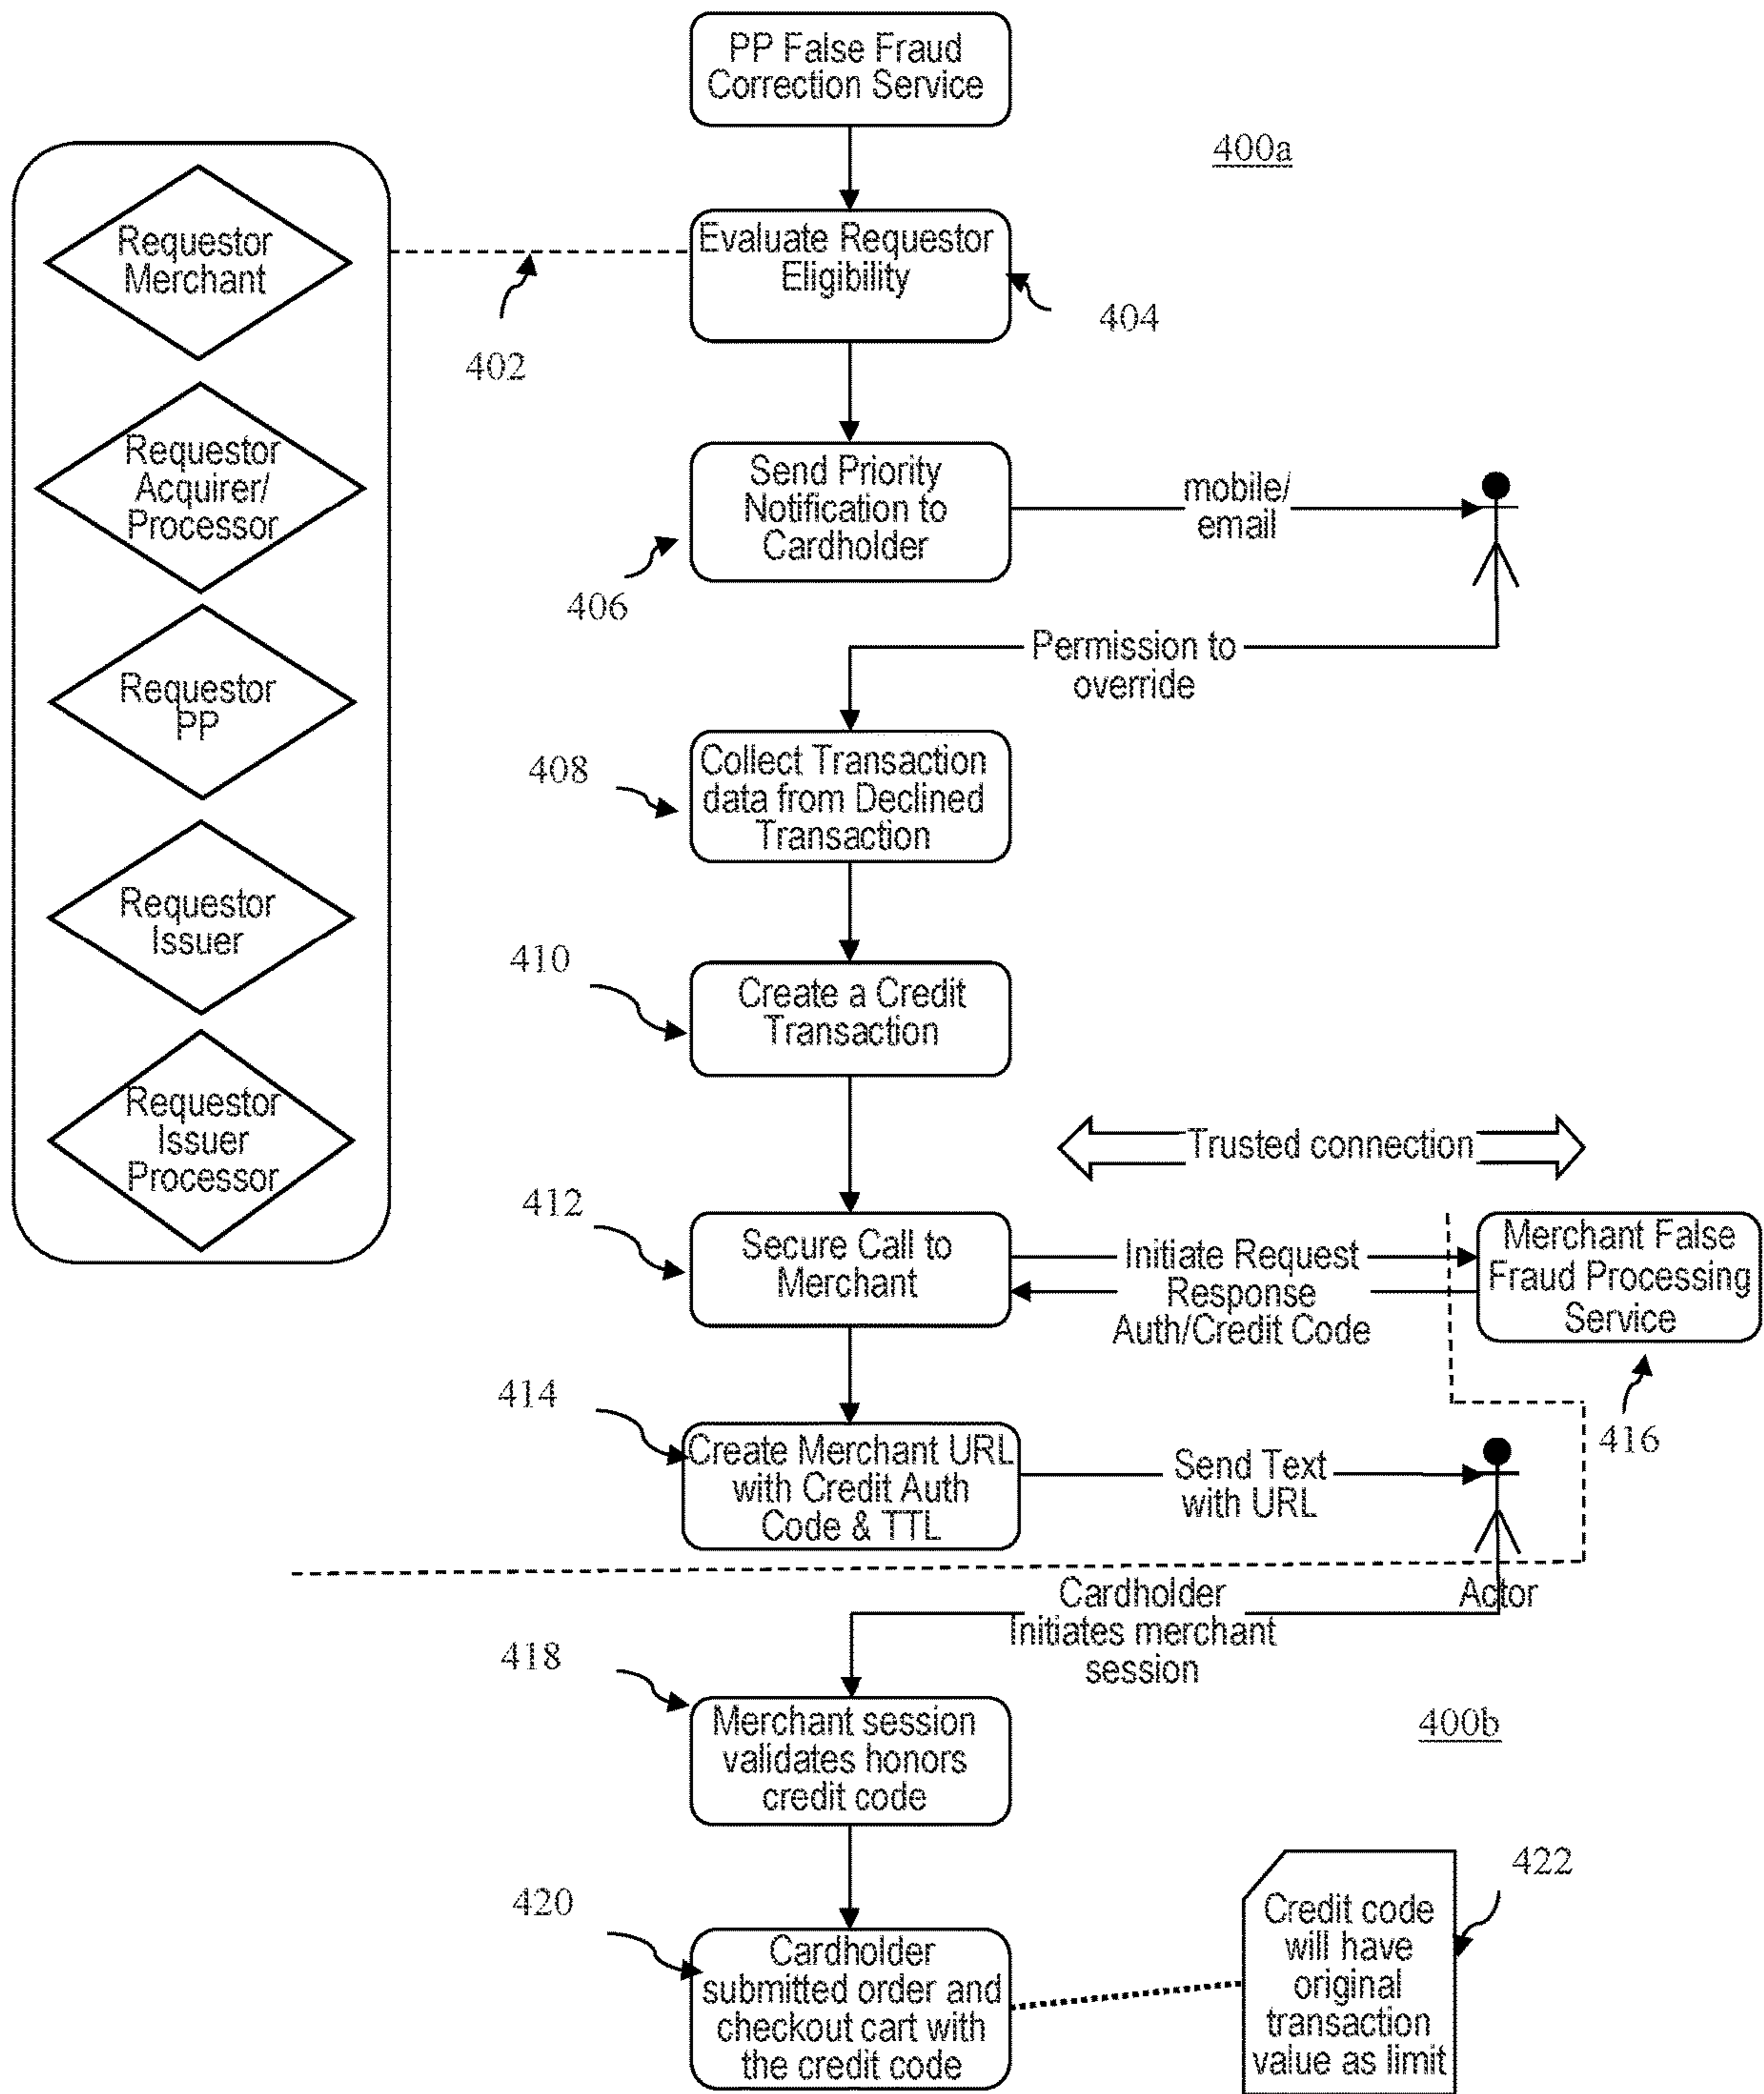 PP False Fraud
Correction Service
400a
Requestor
Merchant
Evaluate Requestor
Eligibility
402
404
Requestor
Acquirer/
Processor
Send Priority
Notification to
Cardholder
mobile/
email
406
Permission to
override
Requestor
PP
408
Collect Transaction
data from Declined
Transaction
Requestor
Issuer
410
Create a Credit
Transaction
Requestor
Issuer
Processor
Trusted connection
412
Secure Call to
Merchant
Initiate Request
Response
Auth/Credit Code
Merchant False
Fraud Processing
Service
414
416
Create Merchant URL
with Credit Auth
Code & TTL
Send Text
with URL
Cardholder
Initiates merchant
session
Actor
418
Merchant session
validates honors
credit code
400b
420
Cardholder
submitted order and
checkout cart with
the credit code
422
Credit code
will have
original
transaction
value as limit